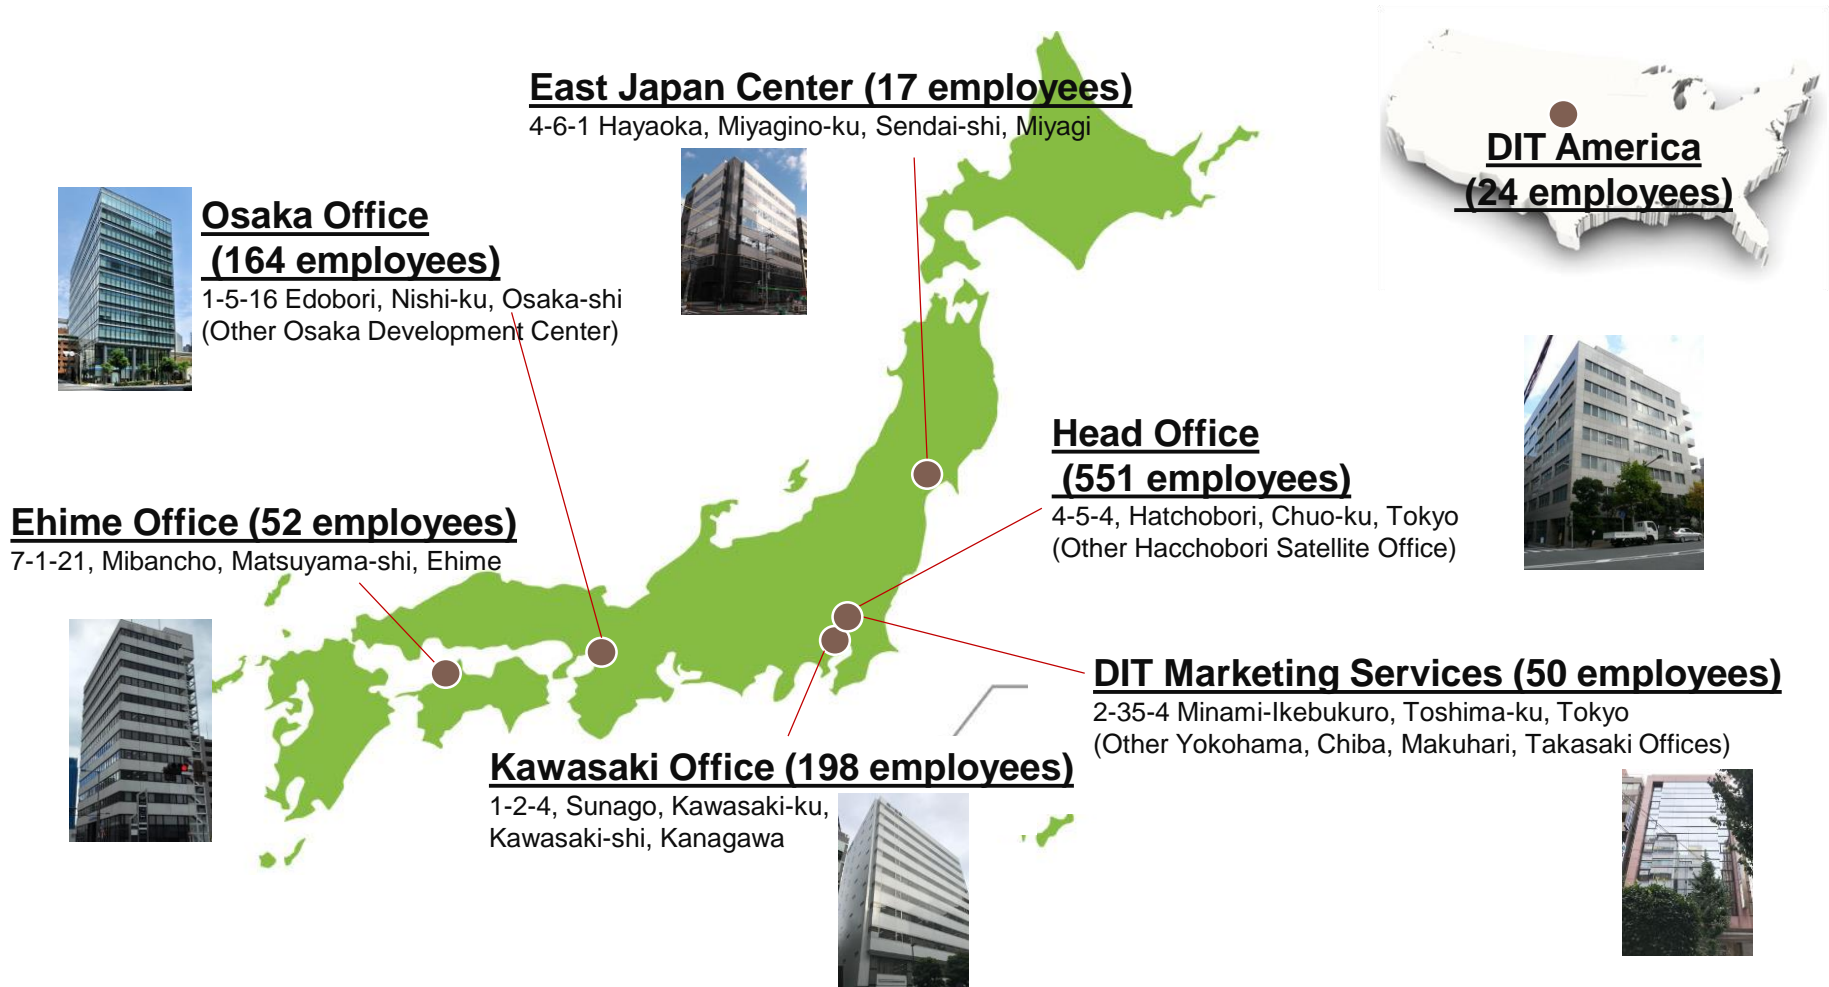 East Japan Center (17 employees)
4-6-1 Hayaoka, Miyagino-ku, Sendai-shi, Miyagi
DIT America
(24 employees)
Osaka Office
(164 employees)
1-5-16 Edobori, Nishi-ku, Osaka-shi
(Other Osaka Development Center)
Head Office
(551 employees)
4-5-4, Hatchobori, Chuo-ku, Tokyo
(Other Hacchobori Satellite Office)
Ehime Office (52 employees)
7-1-21, Mibancho, Matsuyama-shi, Ehime
DIT Marketing Services (50 employees)
2-35-4 Minami-Ikebukuro, Toshima-ku, Tokyo
(Other Yokohama, Chiba, Makuhari, Takasaki Offices)
Kawasaki Office (198 employees)
1-2-4, Sunago, Kawasaki-ku,
Kawasaki-shi, Kanagawa